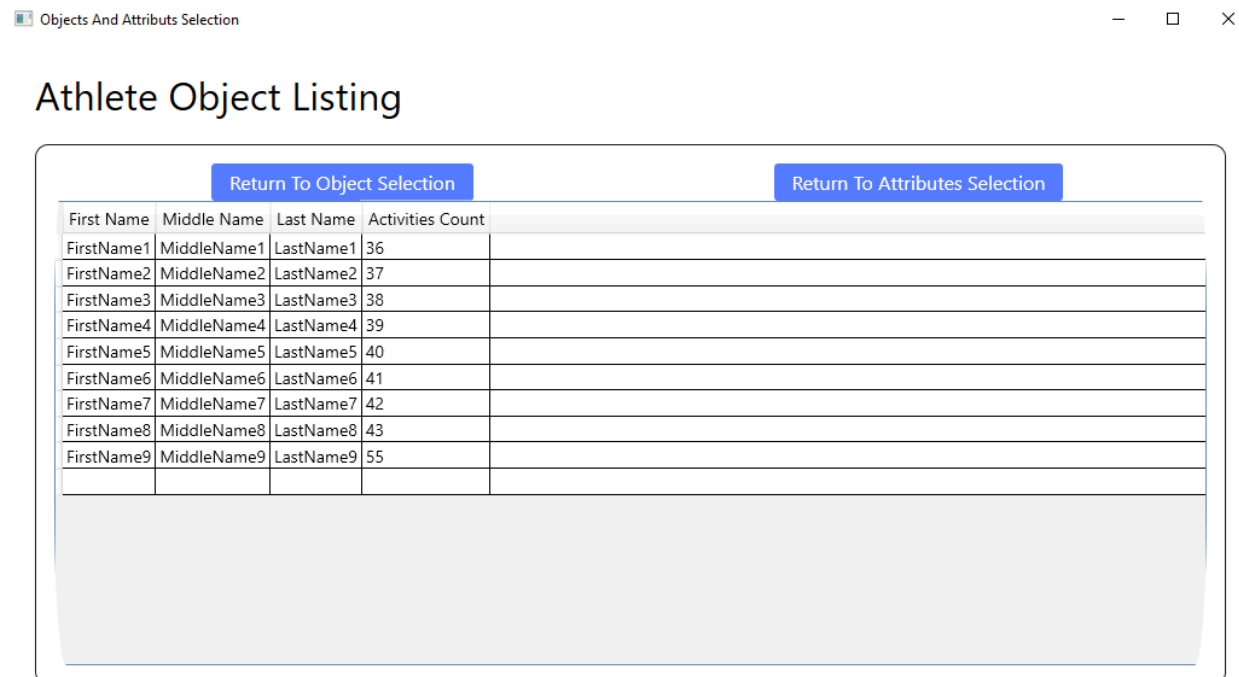 Objects And Attributs Selection
Athlete Object Listing
Return To Object Selection Return To Attributes Selection
First Name Middle Name Last Name Activities Count
FirstName1 MiddleName1 LastName1 36
FirstName2 MiddleName2 LastName2 37
FirstName3 MiddleName3 LastName3 38
FirstName4 MiddleName4 LastName4 39
FirstName5 MiddleName5 LastName5 40
FirstName6 MiddleName6 LastName6 41
FirstName7 MiddleName7 LastName7 42
FirstName8 MiddleName8 LastName8 43
FirstName9 MiddleName9 LastName9 55